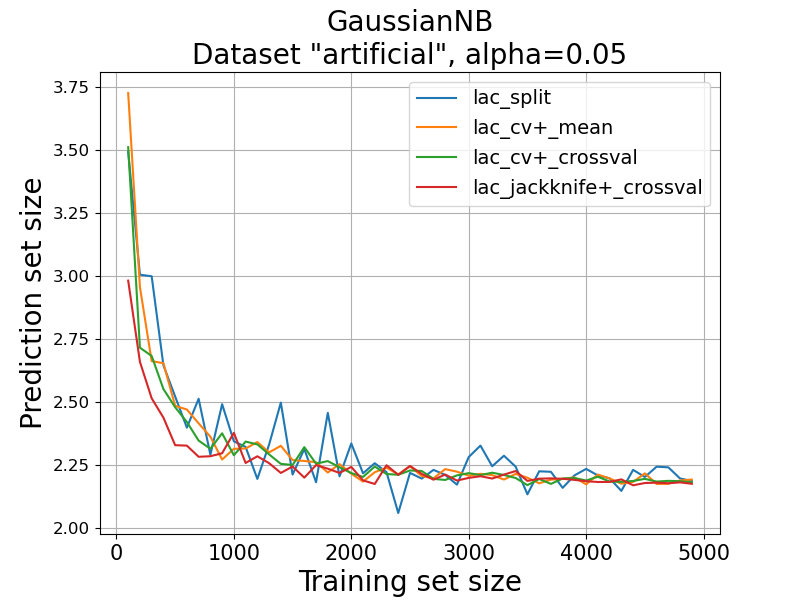 GaussianNB
Dataset "artificial", alpha=0.05
lac_split
lac_cv+_mean
lac_cv+_crossval
lac_jackknife+_crossval
Prediction set size
3.75
3.50
3.25
3.00
2.75
2.50
2.25
2.00
0 1000 2000 3000 4000 5000
Training set size